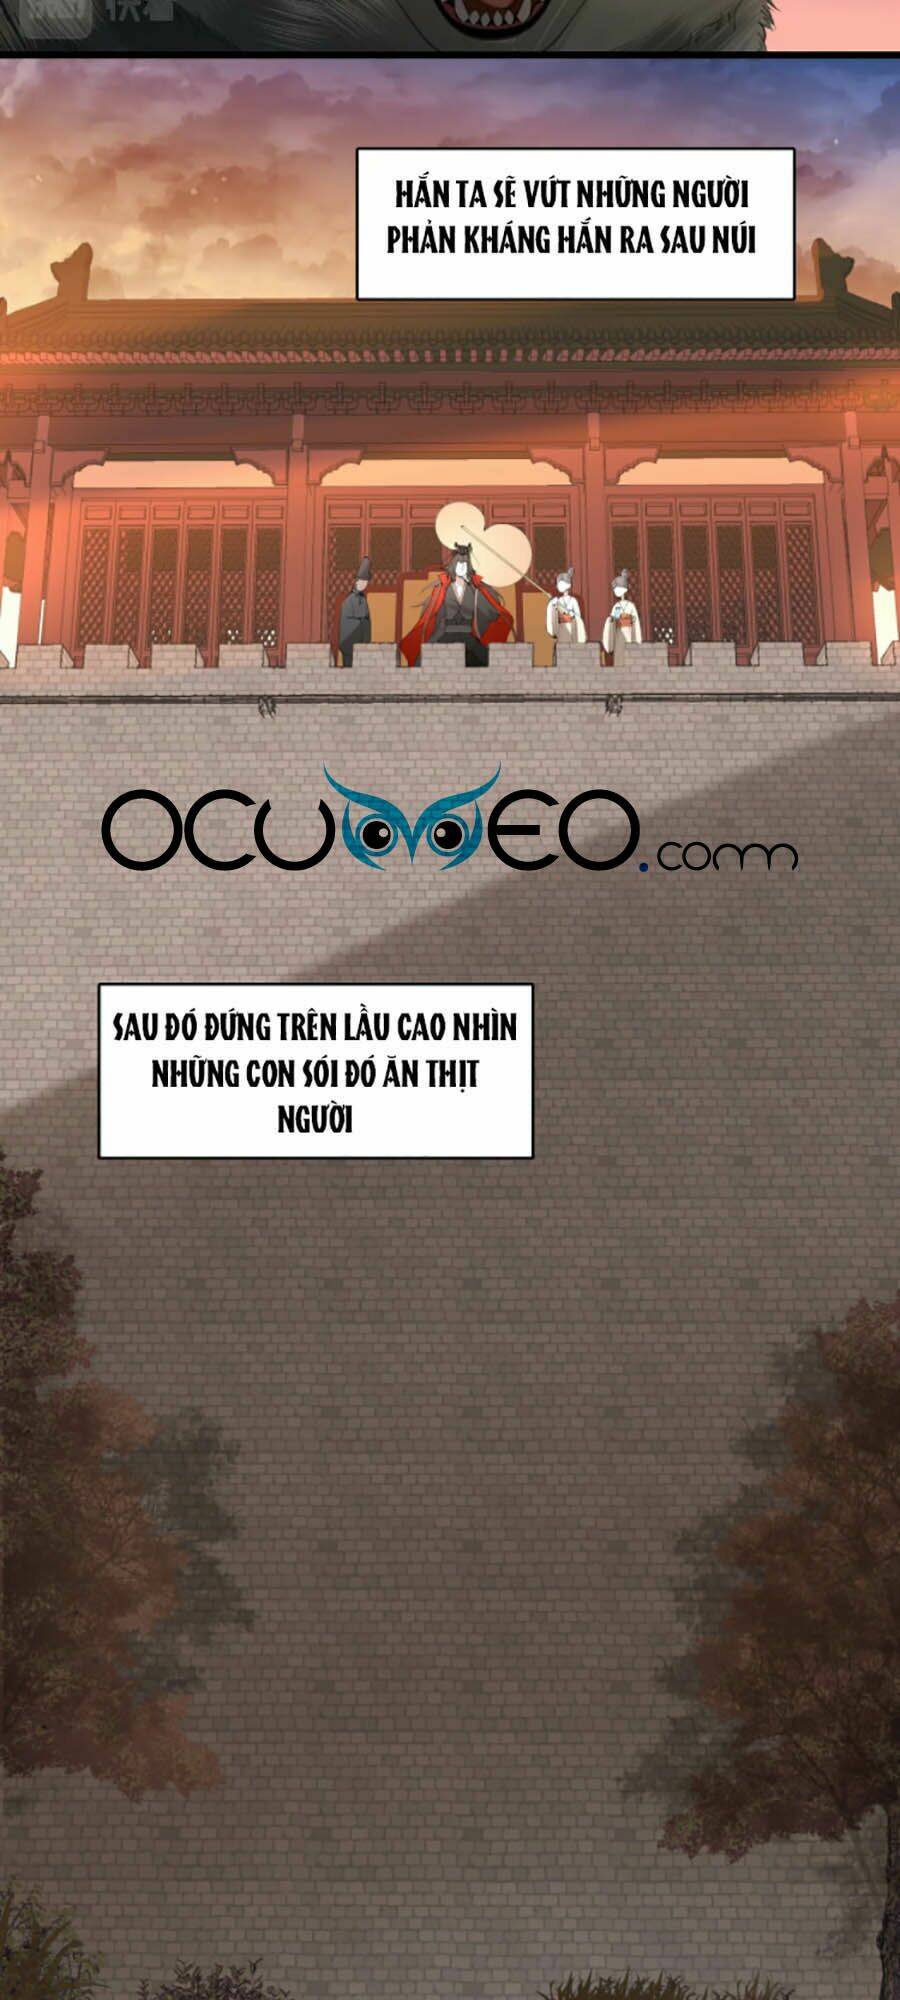 HẮN TA SẼ VỨT NHỮNG NGƯỜI
PHẢN KHÁNG HẮN RA SAU NÚI
OCUMEO.comm
SAU ĐÓ ĐỨNG TRÊN LẦU CAO NHÌN
NHỮNG CON SÓI ĐÓ ĂN THỊT
NGƯỜI